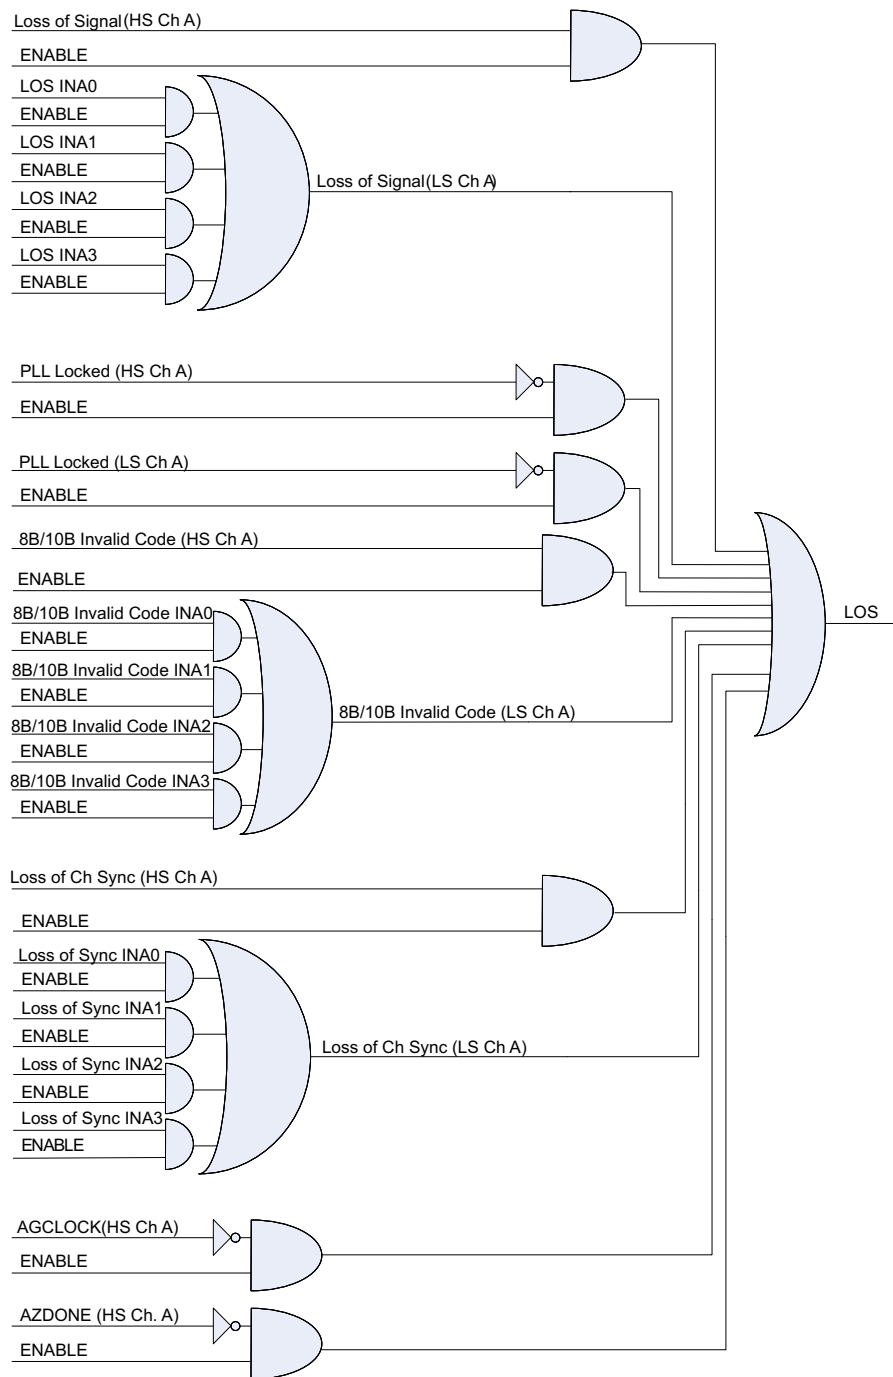 Loss of Signal(HS Ch A)
ENABLE
LOS INA0
ENABLE
LOS INA1
ENABLE
LOS INA2
ENABLE
LOS INA3
ENABLE
Loss of Signal(LS Ch A)
PLL Locked (HS Ch A)
ENABLE
PLL Locked (LS Ch A)
ENABLE
8B/10B Invalid Code (HS Ch A)
ENABLE
LOS
8B/10B Invalid Code INA0
ENABLE
8B/10B Invalid Code INA1
ENABLE
8B/10B Invalid Code INA2
ENABLE
8B/10B Invalid Code INA3
ENABLE
8B/10B Invalid Code (LS Ch A)
Loss of Ch Sync (HS Ch A)
ENABLE
Loss of Sync INA0
ENABLE
Loss of Sync INA1
ENABLE
Loss of Sync INA2
ENABLE
Loss of Sync INA3
ENABLE
Loss of Ch Sync (LS Ch A)
AGCLOCK(HS Ch A)
ENABLE
AZDONE (HS Ch. A)
ENABLE